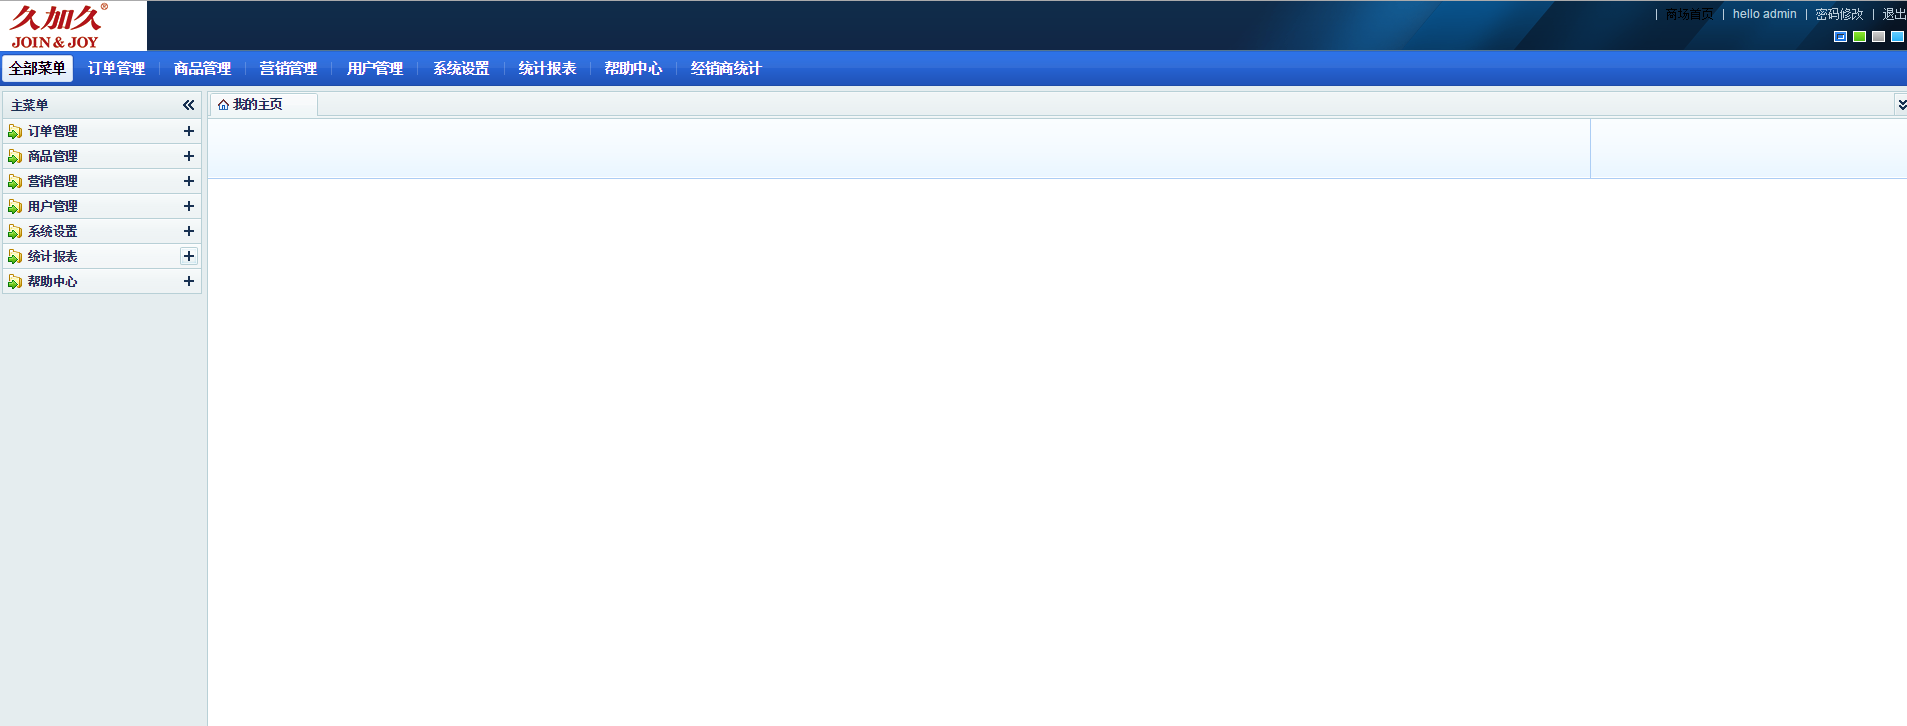 久加久®
JOIN & JOY
| 商场首页 | hello admin | 密码修改 | 退出
全部菜单 订单管理 商品管理 营销管理 用户管理 系统设置 统计报表 帮助中心 经销商统计
主菜单
我的主页
订单管理
商品管理
营销管理
用户管理
系统设置
统计报表
帮助中心